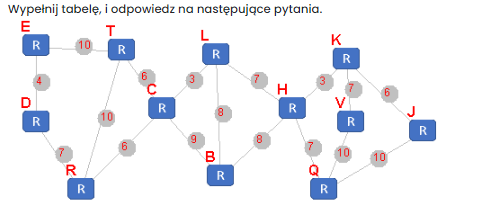 Wypełnij tabelę, i odpowiedz na następujące pytania.
E T L K
R 10 R R R
6 3 7 3 7 6
4 C H V J
D R R R R
R 10 8
7 6 9 8 7 10 10
R B Q
R R R